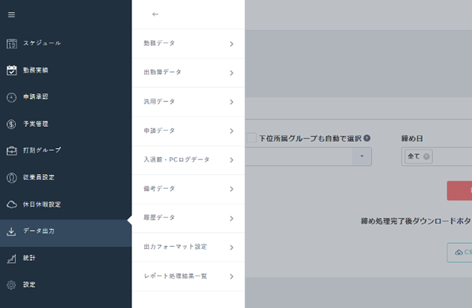 スケジュール
勤務実績
申請承認
予実管理
打刻グループ
従業員設定
休日休暇設定
データ出力
統計
設定
←
勤務データ
出勤簿データ
汎用データ
申請データ
入退館・PCログデータ
備考データ
履歴データ
出力フォーマット設定
レポート処理結果一覧
下位所属グループも自動で選択
締め日
全て
締め処理完了後ダウンロードボタ